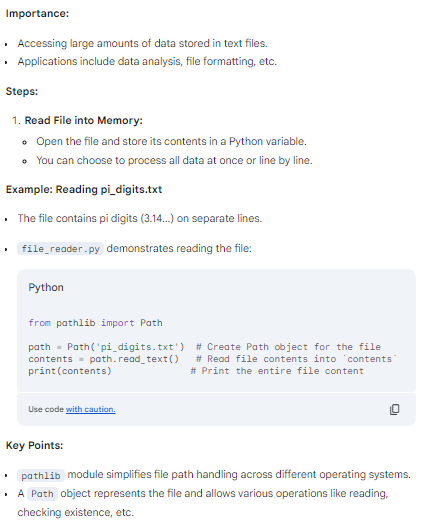 Importance:
• Accessing large amounts of data stored in text files.
• Applications include data analysis, file formatting, etc.
Steps:
1. Read File into Memory:
○ Open the file and store its contents in a Python variable.
○ You can choose to process all data at once or line by line.
Example: Reading pi_digits.txt
• The file contains pi digits (3.14...) on separate lines.
• file_reader.py demonstrates reading the file:
Python
from pathlib import Path
path = Path('pi_digits.txt')  # Create Path object for the file
contents = path.read_text()   # Read file contents into `contents`
print(contents)              # Print the entire file content
Use code with caution.
Key Points:
• pathlib module simplifies file path handling across different operating systems.
• A Path object represents the file and allows various operations like reading,
checking existence, etc.